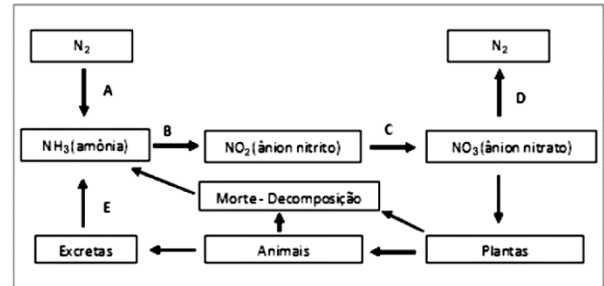 N₂
N₂
A
D
NH₃(amônia)
B
NO₂(ânion nitrito)
C
NO₃(ânion nitrato)
Morte - Decomposição
E
Excretas
Animais
Plantas